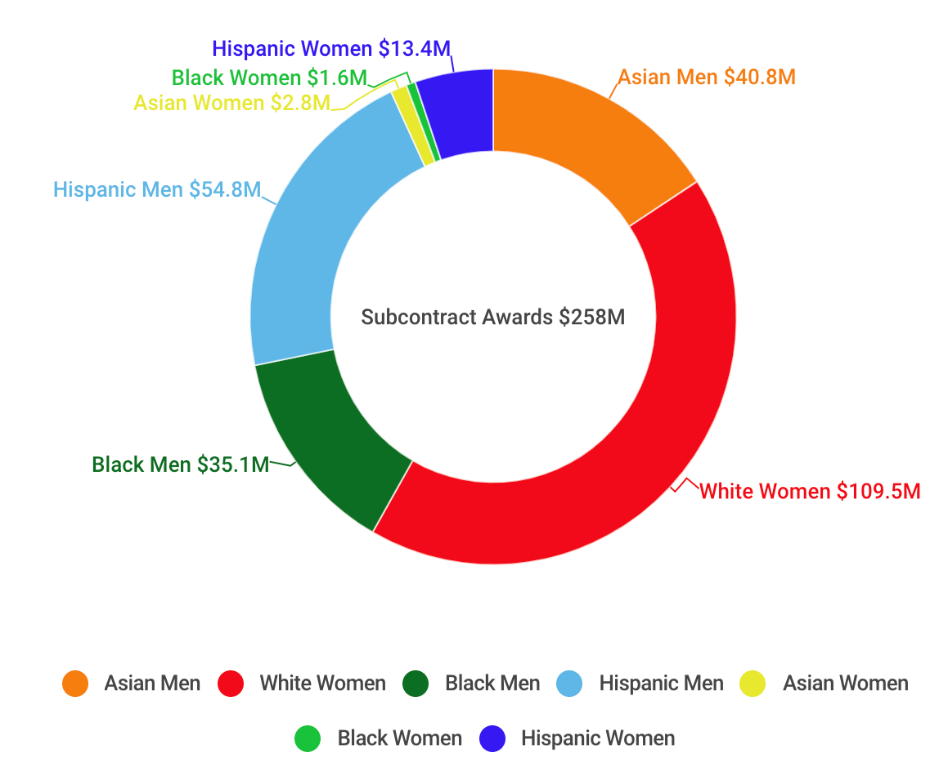 Hispanic Women $13.4M
Black Women $1.6M
Asian Men $40.8M
Asian Women $2.8M
Hispanic Men $54.8M
Subcontract Awards $258M
Black Men $35.1M
White Women $109.5M
Asian Men
White Women
Black Men
Hispanic Men
Asian Women
Black Women
Hispanic Women